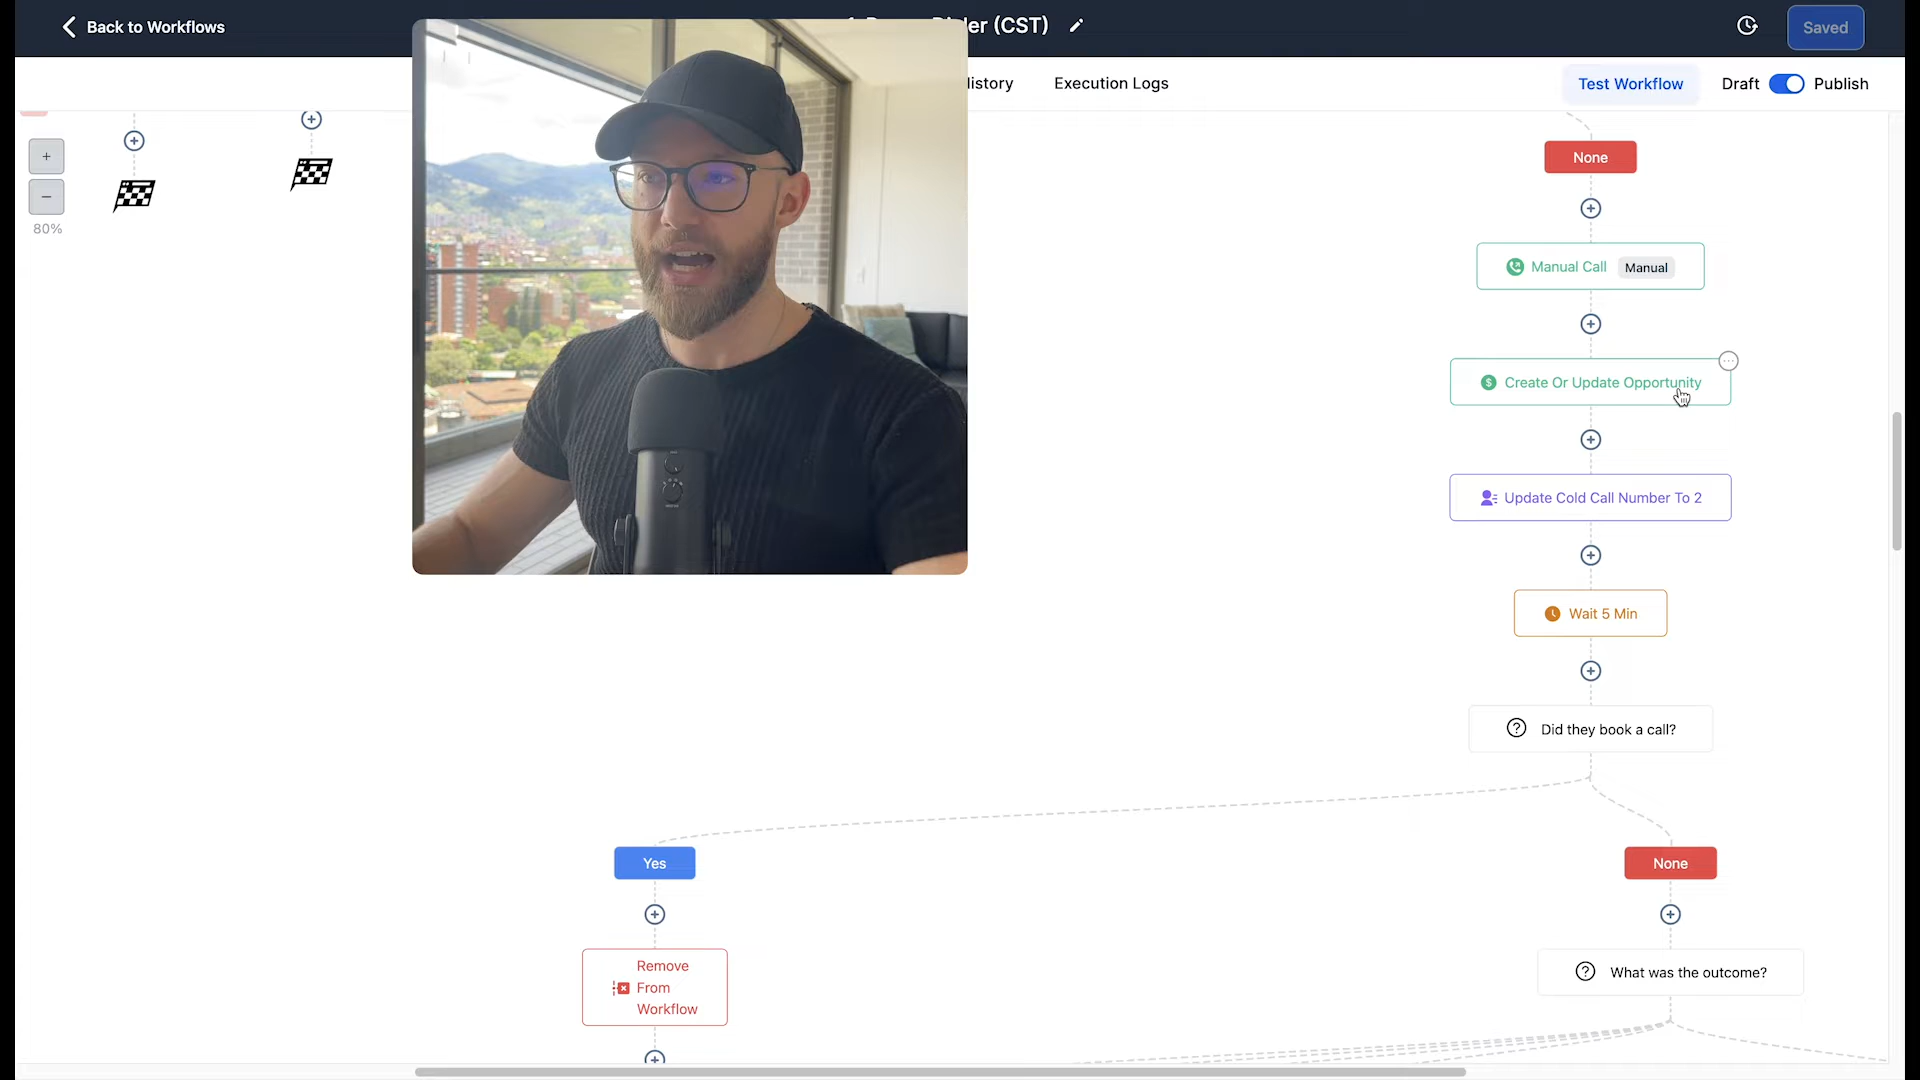 Back to Workflows
(CST)
Saved
Execution Logs
Test Workflow
Draft
Publish
80%
None
Manual Call
Manual
Create Or Update Opportunity
Update Cold Call Number To 2
Wait 5 Min
Did they book a call?
Yes
None
Remove
From
Workflow
What was the outcome?